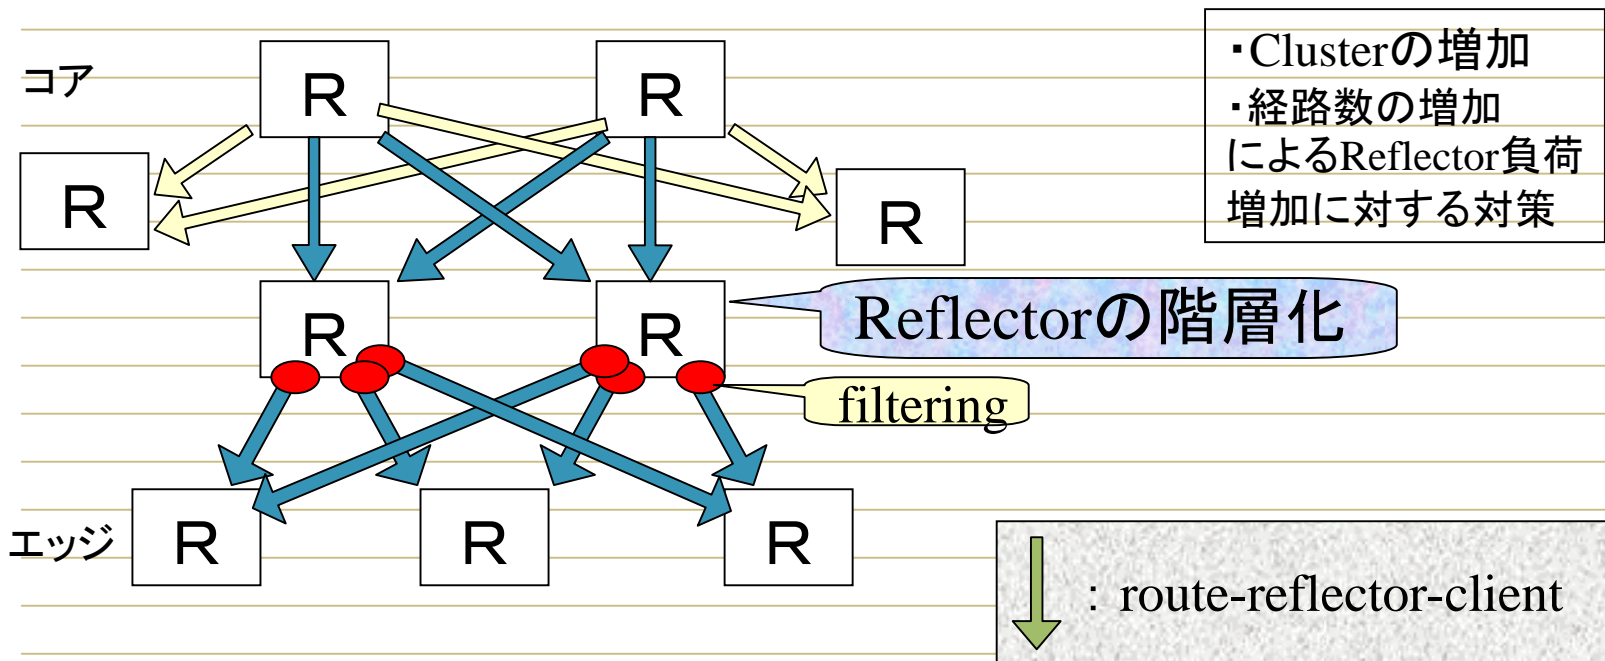 コア
R
R
・Clusterの増加
・経路数の増加
によるReflector負荷
増加に対する対策
R
R
R
R
Reflectorの階層化
filtering
エッジ
R
R
R
：route-reflector-client